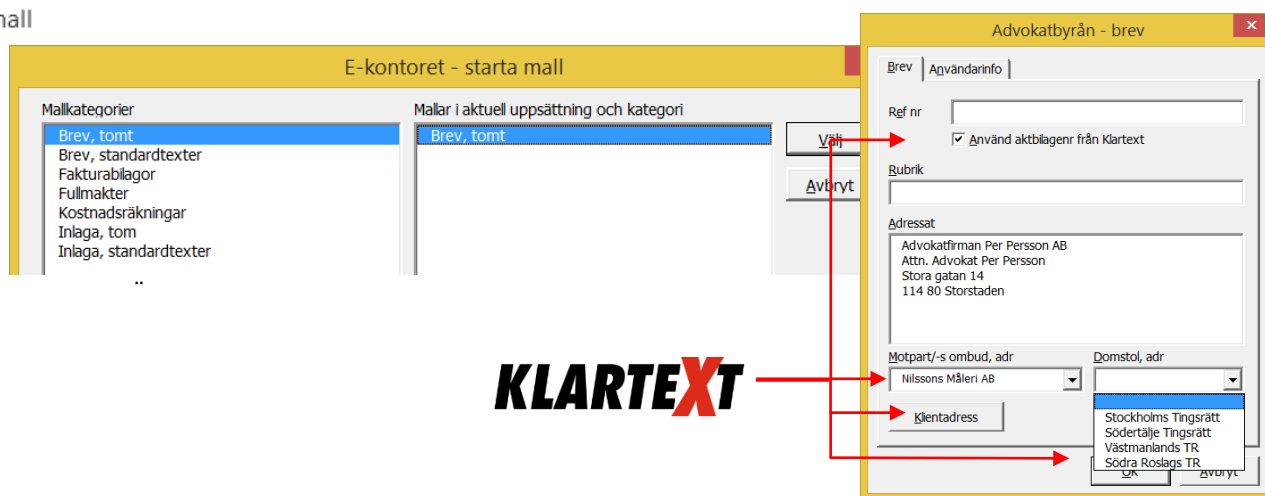 mall
E-kontoret - starta mall
Mallkategorier
Brev, tomt
Brev, standardtexter
Fakturabilagor
Fullmakter
Kostnadsräkningar
Inlaga, tom
Inlaga, standardtexter
Mallar i aktuell uppsättning och kategori
Brev, tomt
Välj
Avbryt
KLARTEXT
Advokatbyrån - brev
Brev
Användarinfo
Ref nr
Använd aktbilagenr från Klartext
Rubrik
Adressat
Advokatfirman Per Persson AB
Attn. Advokat Per Persson
Stora gatan 14
114 80 Storstaden
Motpart/-s ombud, adr
Domstol, adr
Nilssons Måleri AB
Klientadress
Stockholms Tingsrätt
Södertälje Tingsrätt
Västmanlands TR
Södra Roslags TR
OK
Avbryt